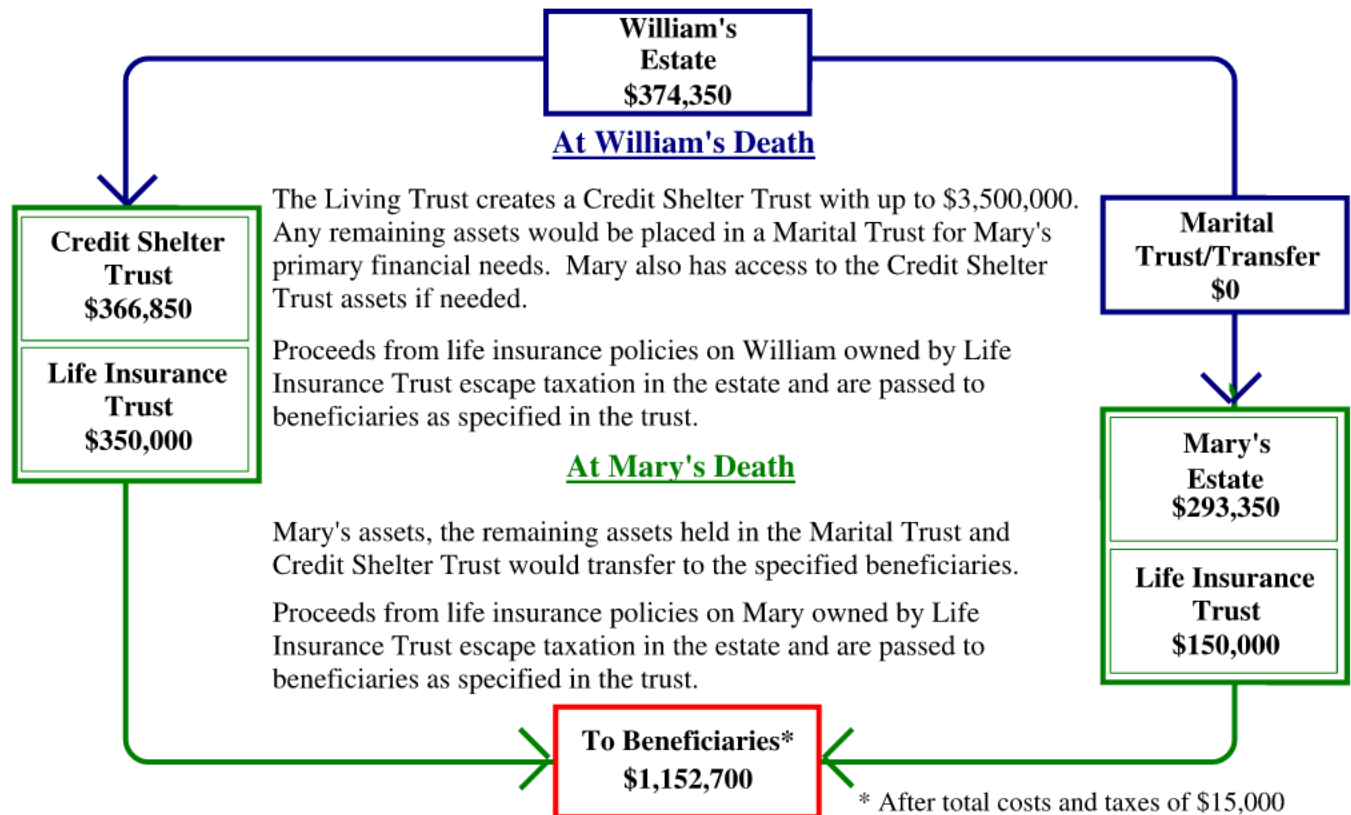 William's
Estate
$374,350
At William's Death
The Living Trust creates a Credit Shelter Trust with up to $3,500,000.
Any remaining assets would be placed in a Marital Trust for Mary's
primary financial needs.  Mary also has access to the Credit Shelter
Trust assets if needed.
Credit Shelter
Trust
$366,850
Life Insurance
Trust
$350,000
Marital
Trust/Transfer
$0
Proceeds from life insurance policies on William owned by Life
Insurance Trust escape taxation in the estate and are passed to
beneficiaries as specified in the trust.
At Mary's Death
Mary's
Estate
$293,350
Life Insurance
Trust
$150,000
Mary's assets, the remaining assets held in the Marital Trust and
Credit Shelter Trust would transfer to the specified beneficiaries.
Proceeds from life insurance policies on Mary owned by Life
Insurance Trust escape taxation in the estate and are passed to
beneficiaries as specified in the trust.
To Beneficiaries*
$1,152,700
* After total costs and taxes of $15,000